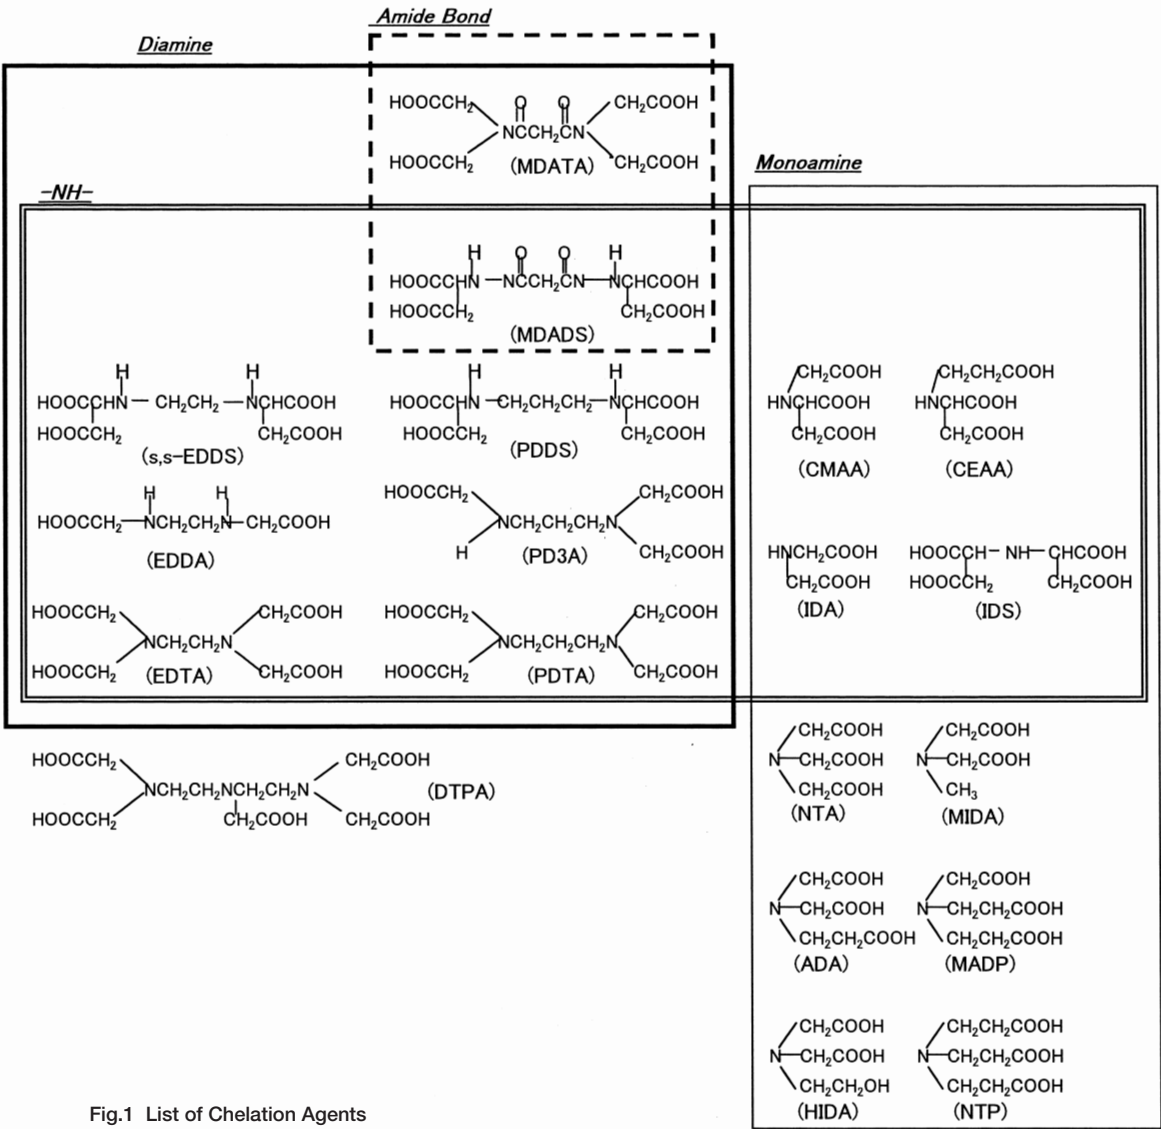 Amide Bond
Diamine
HOOCCH2 O O CH2COOH
NCCH2CN
HOOCCH2 (MDATA) CH2COOH
Monoamine
-NH-
H O O H
HOOCCHN-NCCH2CN-NCHCOOH
HOOCCH2 CH2COOH
(MDADS)
H H H H CH2COOH CH2CH2COOH
HOOCCHN-CH2CH2-NCHCOOH HOOCCHN-CH2CH2CH2-NCHCOOH HNCHCOOH HNCHCOOH
HOOCCH2 CH2COOH HOOCCH2 CH2COOH CH2COOH CH2COOH
(s,s-EDDS) (PDDS) (CMAA) (CEAA)
H H HOOCCH2 CH2COOH
HOOCCH2-NCH2CH2N-CH2COOH NCH2CH2CH2N
(EDDA) H (PD3A) CH2COOH
HNCH2COOH HOOCCH-NH-CHCOOH
CH2COOH HOOCCH2 CH2COOH
(IDA) (IDS)
HOOCCH2 CH2COOH HOOCCH2 CH2COOH
NCH2CH2N NCH2CH2CH2N
HOOCCH2 (EDTA) CH2COOH HOOCCH2 (PDTA) CH2COOH
CH2COOH CH2COOH
N-CH2COOH N-CH2COOH
CH2COOH CH3
(NTA) (MIDA)
HOOCCH2 CH2COOH
NCH2CH2NCH2CH2N (DTPA)
HOOCCH2 CH2COOH CH2COOH
CH2COOH CH2COOH
N-CH2COOH N-CH2CH2COOH
CH2CH2COOH CH2CH2COOH
(ADA) (MADP)
CH2COOH CH2CH2COOH
N-CH2COOH N-CH2CH2COOH
CH2CH2OH CH2CH2COOH
(HIDA) (NTP)
Fig.1 List of Chelation Agents